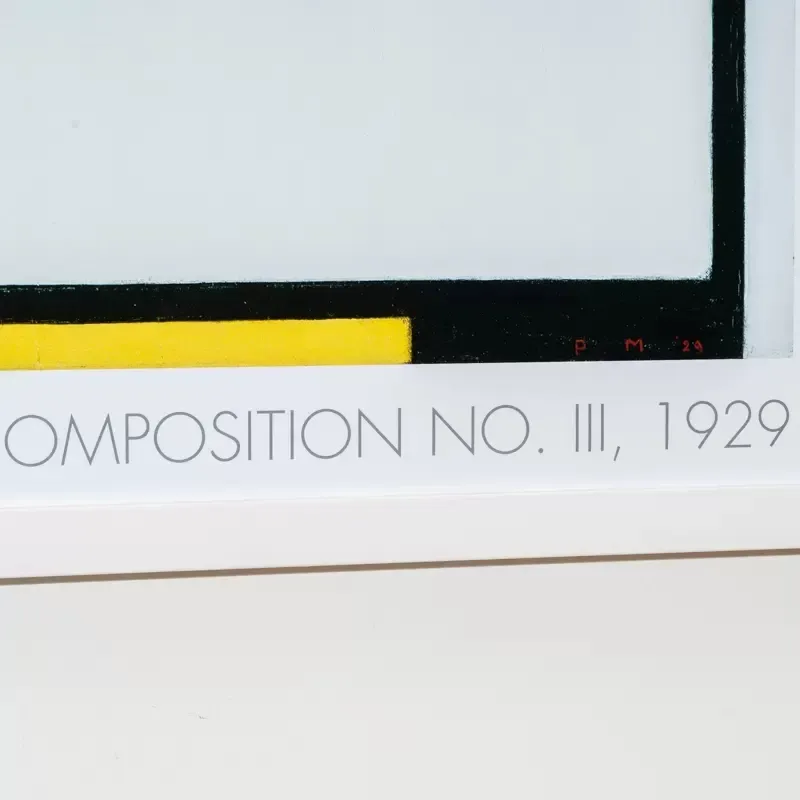 P M 29
OMPOSITION NO. III, 1929